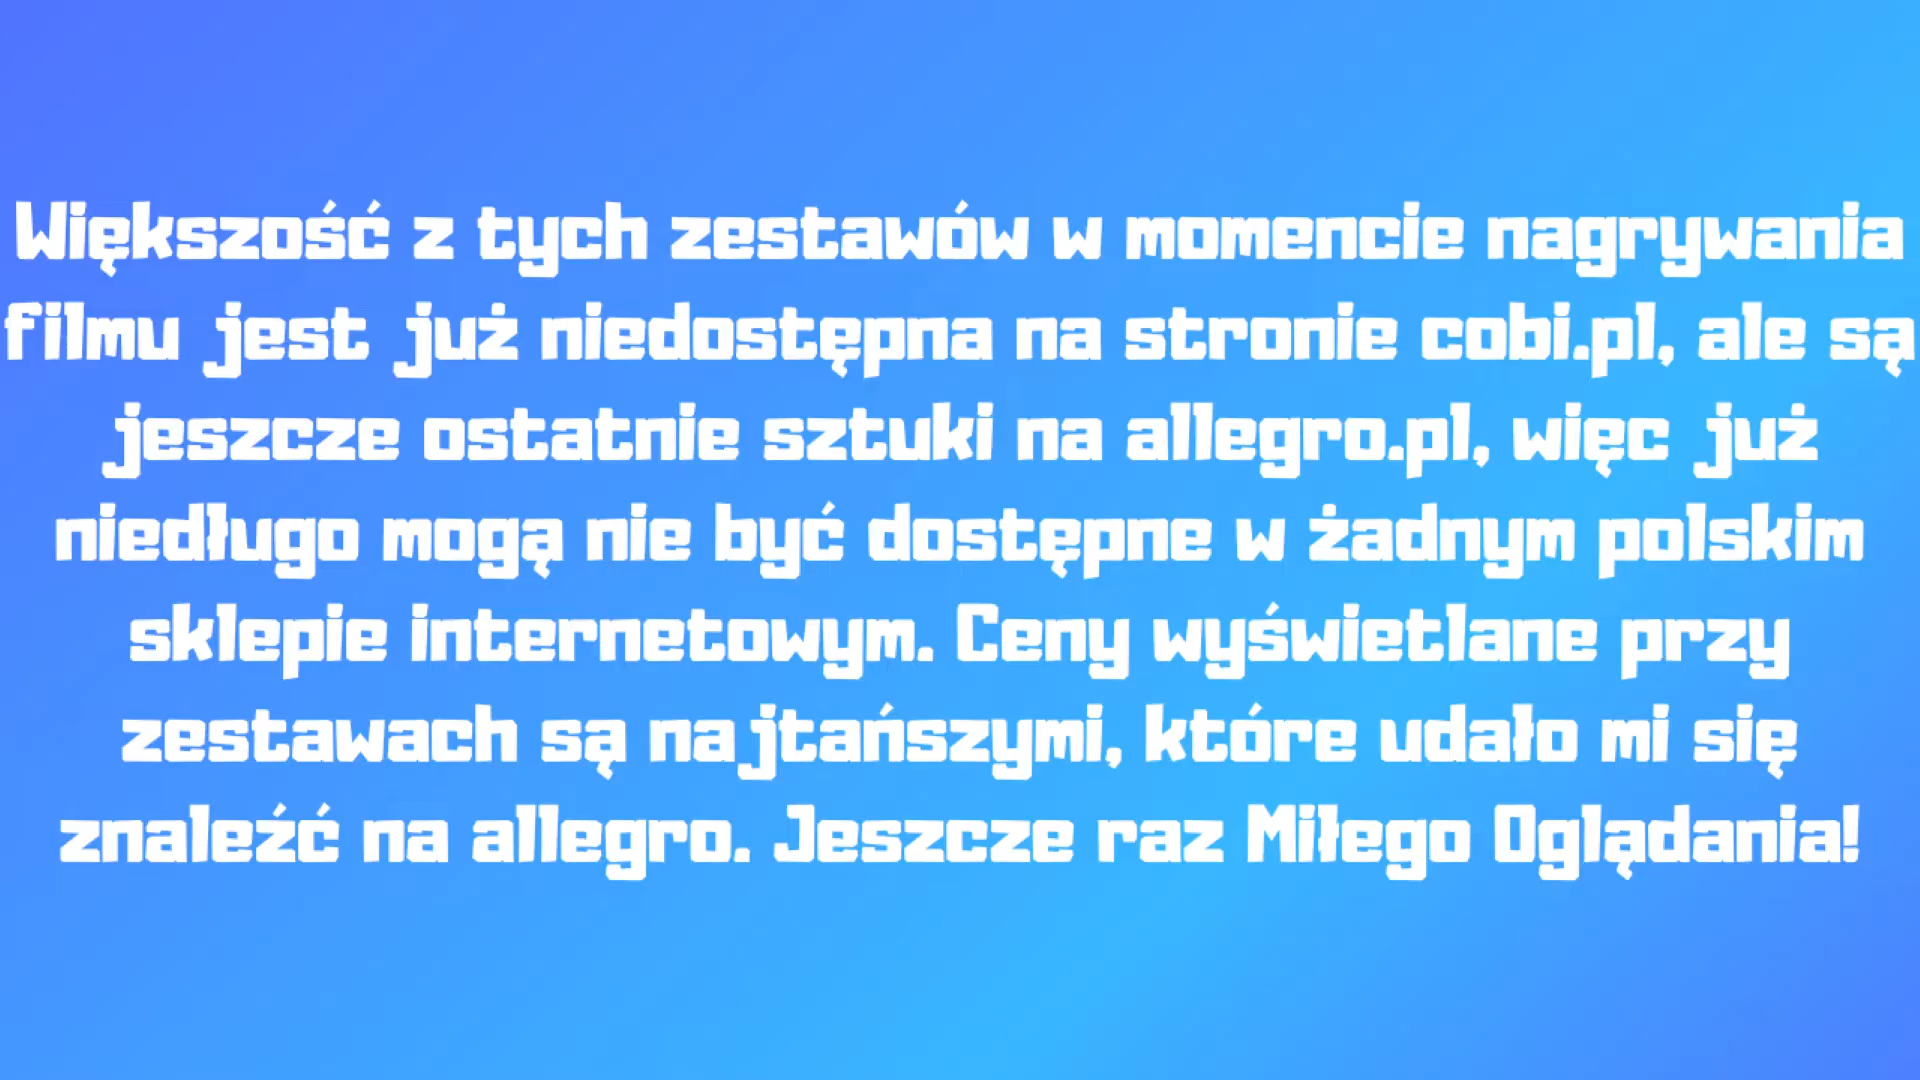 Większość z tych zestawów w momencie nagrywania
filmu jest już niedostępna na stronie cobi.pl, ale są
jeszcze ostatnie sztuki na allegro.pl, więc już
niedługo mogą nie być dostępne w żadnym polskim
sklepie internetowym. Ceny wyświetlane przy
zestawach są najtańszymi, które udało mi się
znaleźć na allegro. Jeszcze raz Miłego Oglądania!